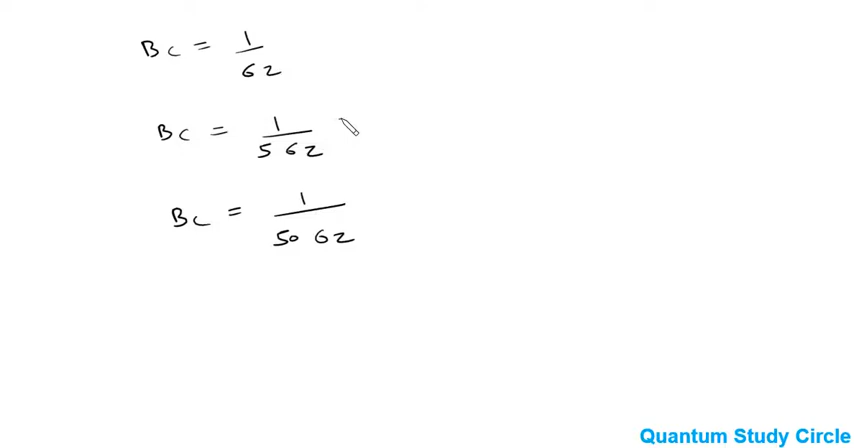 Bc = 1/6z
Bc = 1/5 6z
Bc = 1/50 6z
Quantum Study Circle